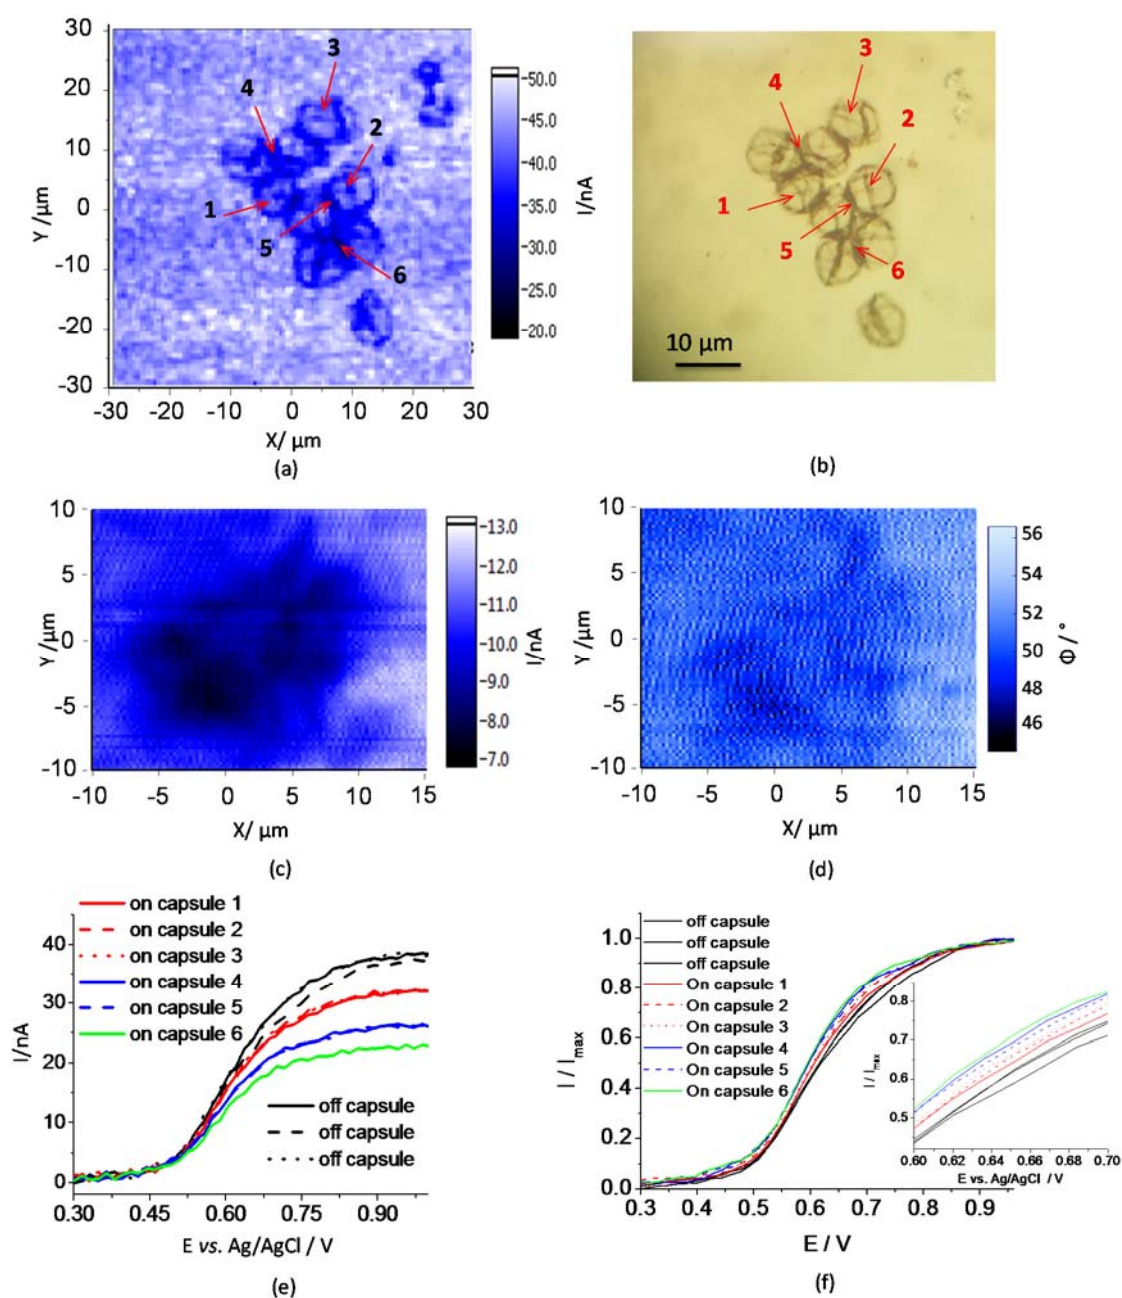 30
20
10
0
-10
-20
-30
Y /µm
-30 -20 -10 0 10 20 30
X/ µm
(a)
3
4
2
1
5
6
50.0
45.0
40.0
35.0
30.0
25.0
20.0
I/nA
3
4
2
1
5
6
10 µm
(b)
10
5
0
-5
-10
Y /µm
-10 -5 0 5 10 15
X/ µm
(c)
13.0
12.0
11.0
10.0
9.0
8.0
7.0
I/nA
10
5
0
-5
-10
Y /µm
-10 -5 0 5 10 15
X/ µm
(d)
56
54
52
50
48
46
Φ / °
on capsule 1
on capsule 2
on capsule 3
on capsule 4
on capsule 5
on capsule 6
off capsule
off capsule
off capsule
40
30
20
10
0
I/nA
0.30 0.45 0.60 0.75 0.90
E vs. Ag/AgCl / V
(e)
off capsule
off capsule
off capsule
On capsule 1
On capsule 2
On capsule 3
On capsule 4
On capsule 5
On capsule 6
1.0
0.8
0.6
0.4
0.2
0.0
I / Imax
0.3 0.4 0.5 0.6 0.7 0.8 0.9
E / V
0.8
0.7
0.6
0.5
I / Imax
0.60 0.62 0.64 0.66 0.68 0.70
E vs. Ag/AgCl / V
(f)